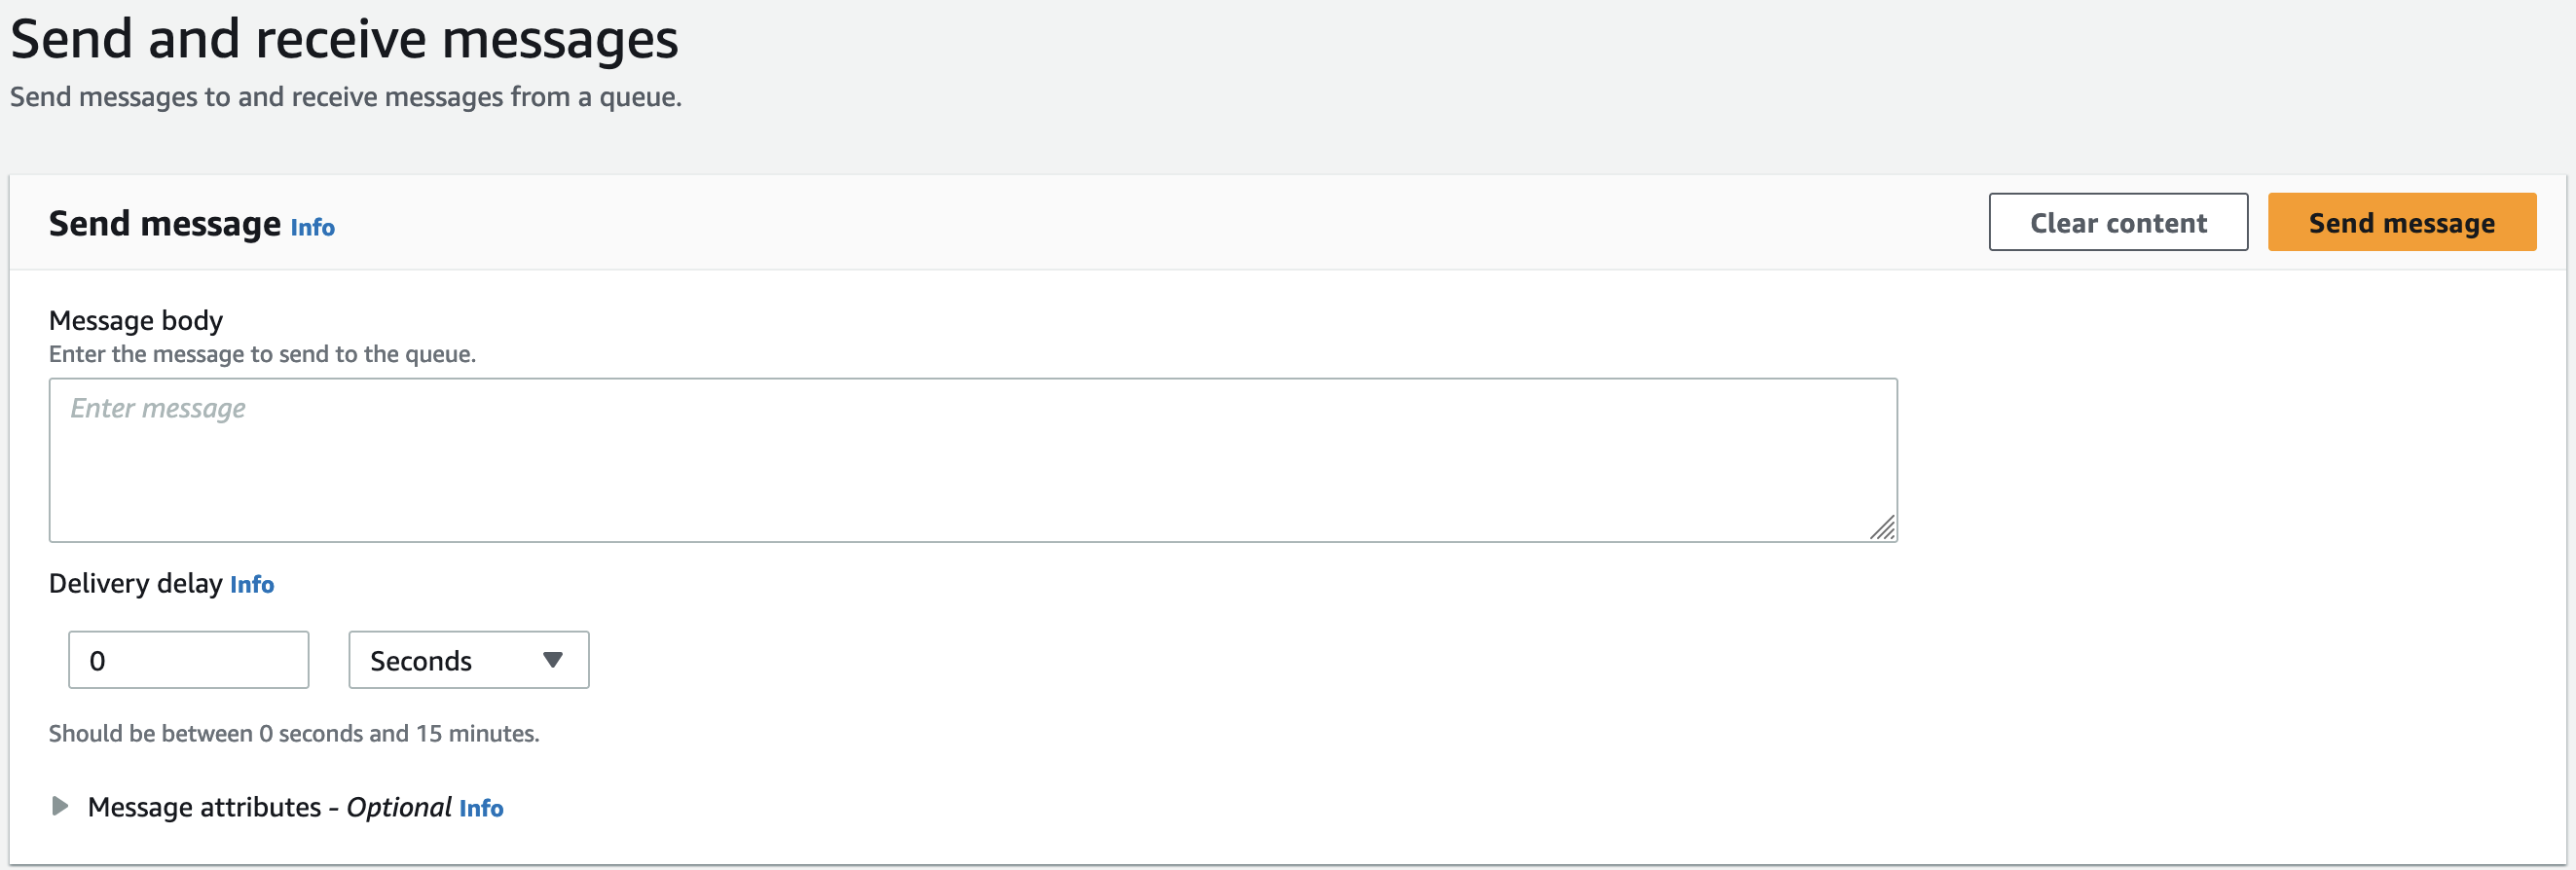 Send and receive messages
Send messages to and receive messages from a queue.
Send message Info
Clear content
Send message
Message body
Enter the message to send to the queue.
Enter message
Delivery delay Info
0
Seconds
Should be between 0 seconds and 15 minutes.
Message attributes - Optional Info